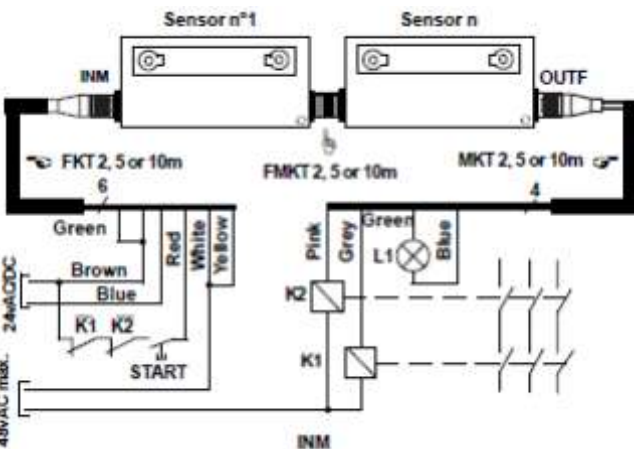 Sensor n°1
Sensor n
INM
OUTF
FKT 2, 5 or 10m
FMKT 2, 5 or 10m
MKT 2, 5 or 10m
6
4
Green
Red
White
Yellow
Pink
Grey
Green
L1
Blue
Brown
Blue
24vAC/DC
K1
K2
START
K2
K1
48vAC max.
INM